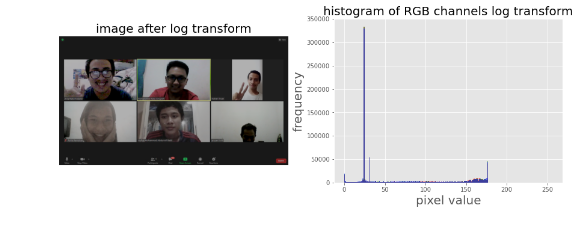 image after log transform
histogram of RGB channels log transform
350000
300000
250000
200000
150000
100000
50000
0
frequency
0 50 100 150 200 250
pixel value